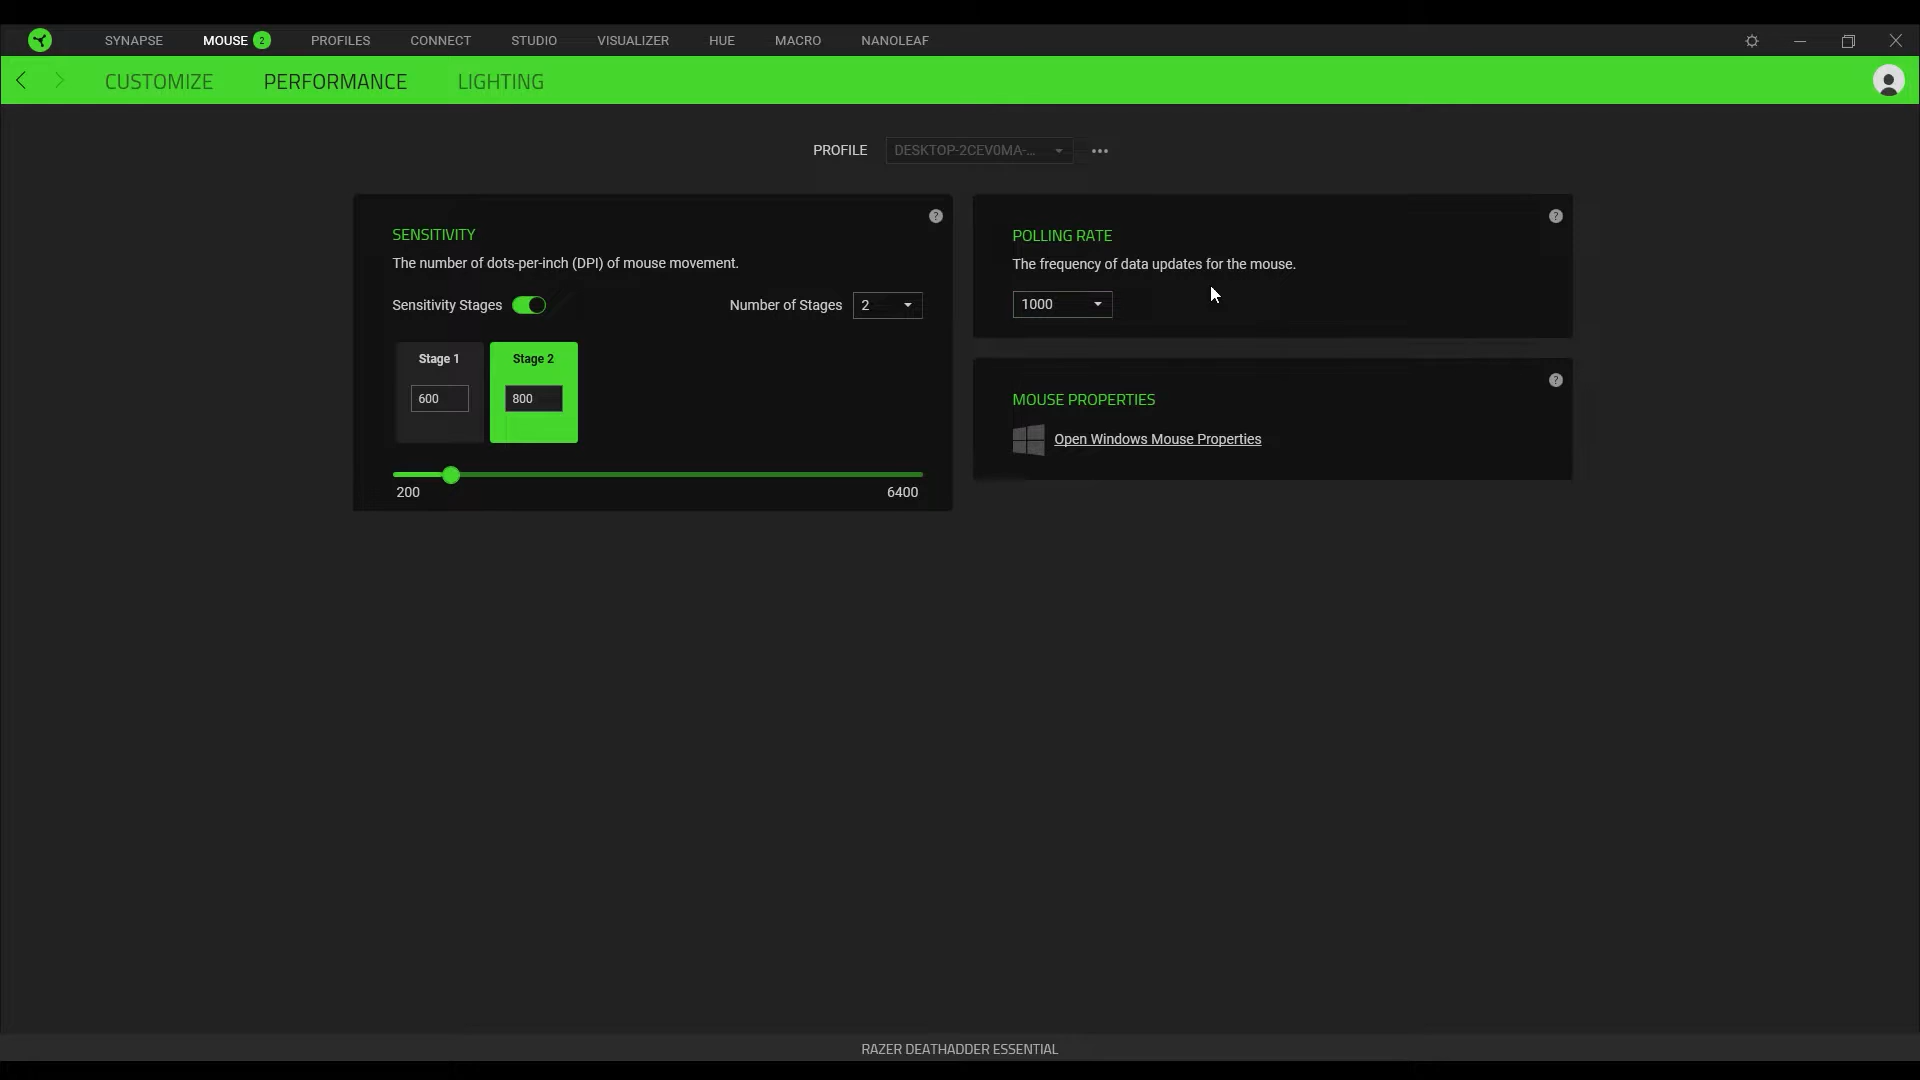 SYNAPSE MOUSE 2 PROFILES CONNECT STUDIO VISUALIZER HUE MACRO NANOLEAF
CUSTOMIZE PERFORMANCE LIGHTING
PROFILE DESKTOP-2CEV0MA-...
SENSITIVITY
The number of dots-per-inch (DPI) of mouse movement.
Sensitivity Stages Number of Stages 2
Stage 1 Stage 2
600 800
200 6400
POLLING RATE
The frequency of data updates for the mouse.
1000
MOUSE PROPERTIES
Open Windows Mouse Properties
RAZER DEATHADDER ESSENTIAL